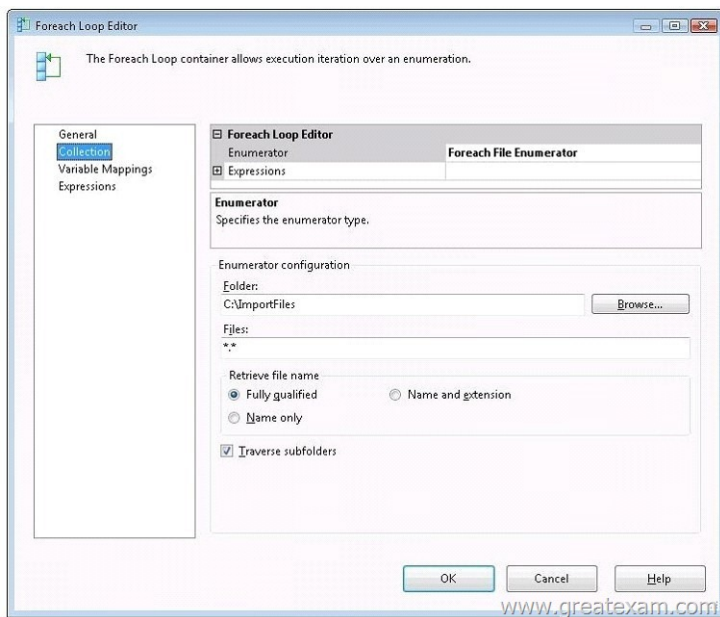 Foreach Loop Editor
The Foreach Loop container allows execution iteration over an enumeration.
General
Collection
Variable Mappings
Expressions
Foreach Loop Editor
Enumerator Foreach File Enumerator
Expressions
Enumerator
Specifies the enumerator type.
Enumerator configuration
Folder:
C:\ImportFiles
Browse...
Files:
*.*
Retrieve file name
Fully qualified
Name and extension
Name only
Traverse subfolders
OK
Cancel
Help
www.greatexam.com